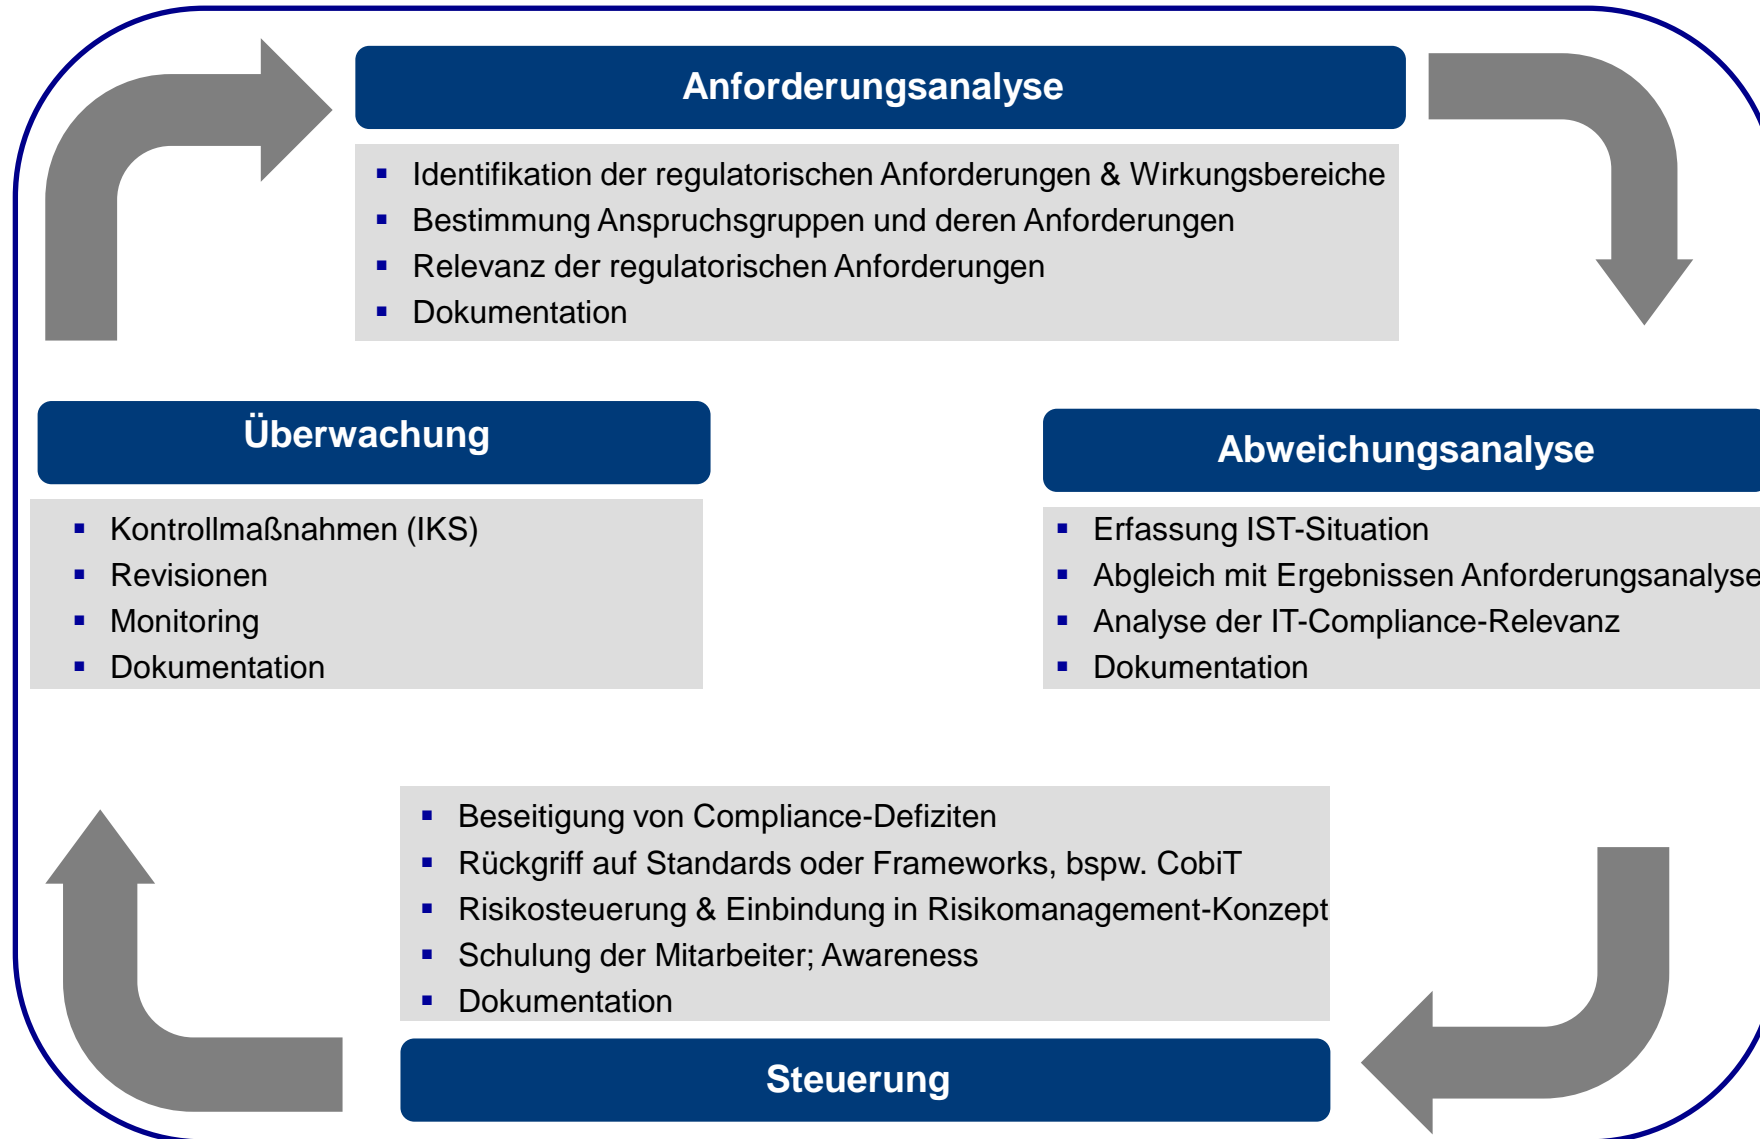 Anforderungsanalyse
▪ Identifikation der regulatorischen Anforderungen & Wirkungsbereiche
▪ Bestimmung Anspruchsgruppen und deren Anforderungen
▪ Relevanz der regulatorischen Anforderungen
▪ Dokumentation
Überwachung
▪ Kontrollmaßnahmen (IKS)
▪ Revisionen
▪ Monitoring
▪ Dokumentation
Abweichungsanalyse
▪ Erfassung IST-Situation
▪ Abgleich mit Ergebnissen Anforderungsanalyse
▪ Analyse der IT-Compliance-Relevanz
▪ Dokumentation
▪ Beseitigung von Compliance-Defiziten
▪ Rückgriff auf Standards oder Frameworks, bspw. CobiT
▪ Risikosteuerung & Einbindung in Risikomanagement-Konzept
▪ Schulung der Mitarbeiter; Awareness
▪ Dokumentation
Steuerung